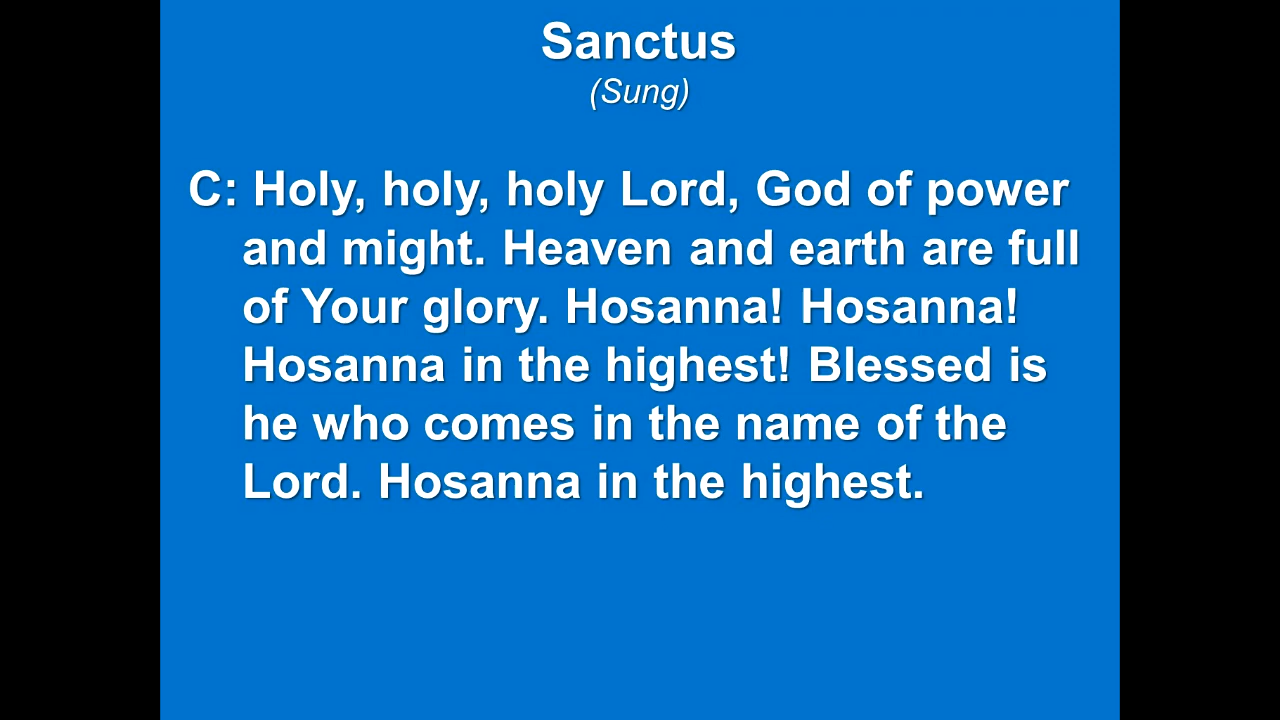 Sanctus
(Sung)
C: Holy, holy, holy Lord, God of power
and might. Heaven and earth are full
of Your glory. Hosanna! Hosanna!
Hosanna in the highest! Blessed is
he who comes in the name of the
Lord. Hosanna in the highest.